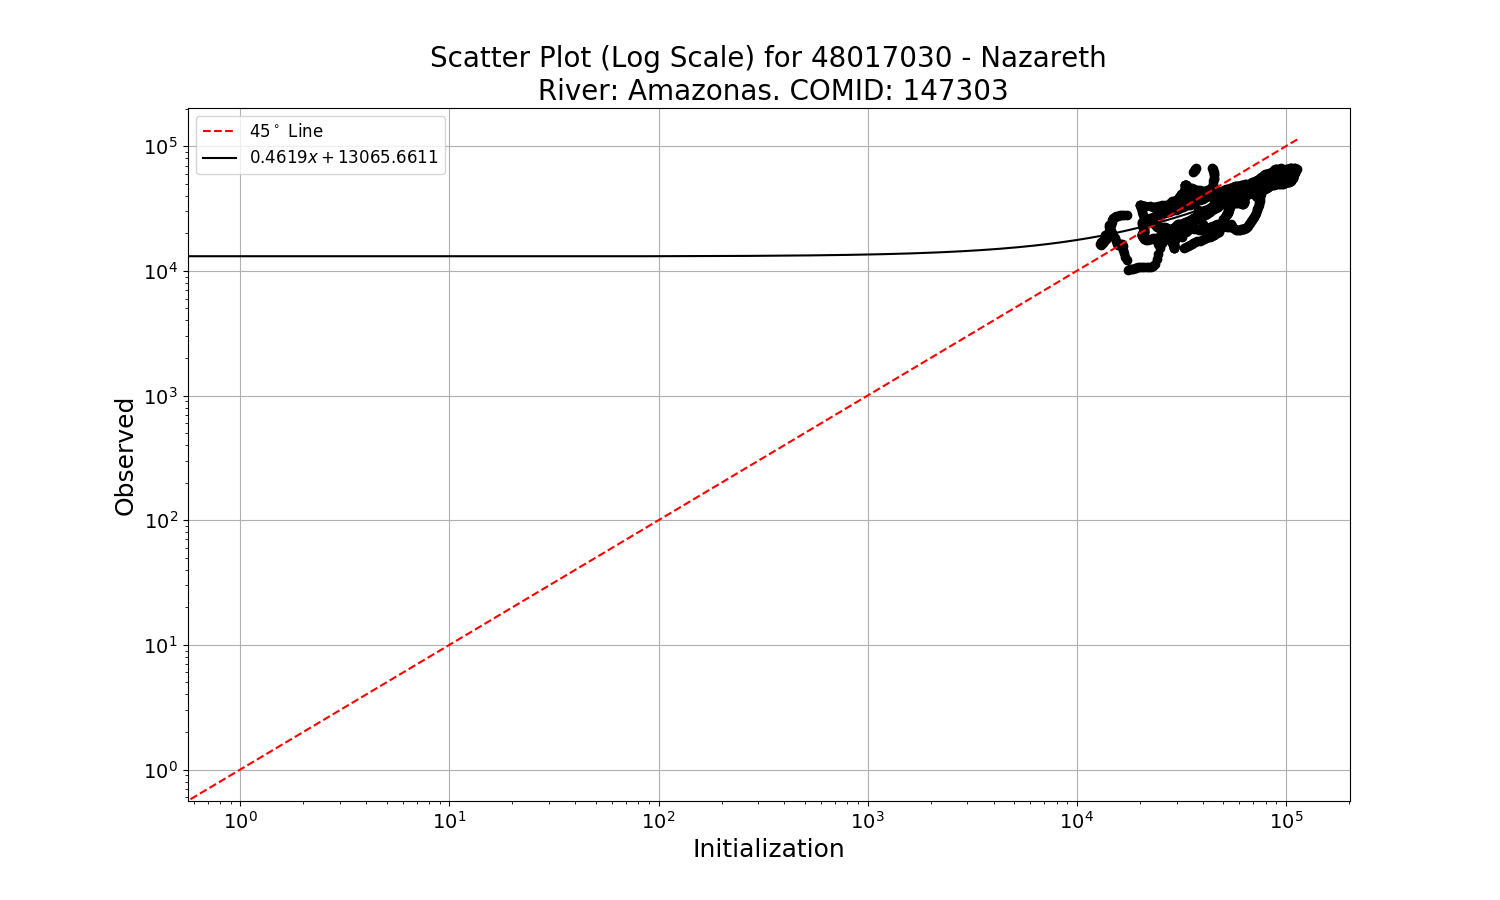 Scatter Plot (Log Scale) for 48017030 - Nazareth
River: Amazonas. COMID: 147303
45° Line
0.4619x + 13065.6611
Observed
10^5
10^4
10^3
10^2
10^1
10^0
10^0 10^1 10^2 10^3 10^4 10^5
Initialization